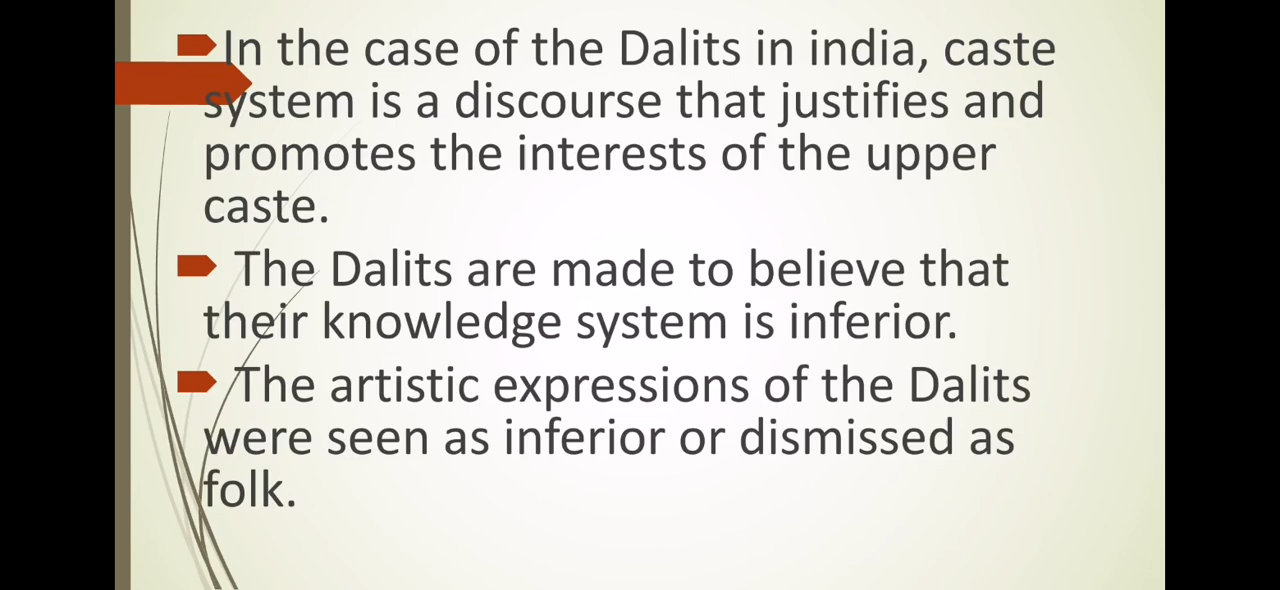 In the case of the Dalits in india, caste
system is a discourse that justifies and
promotes the interests of the upper
caste.
The Dalits are made to believe that
their knowledge system is inferior.
The artistic expressions of the Dalits
were seen as inferior or dismissed as
folk.